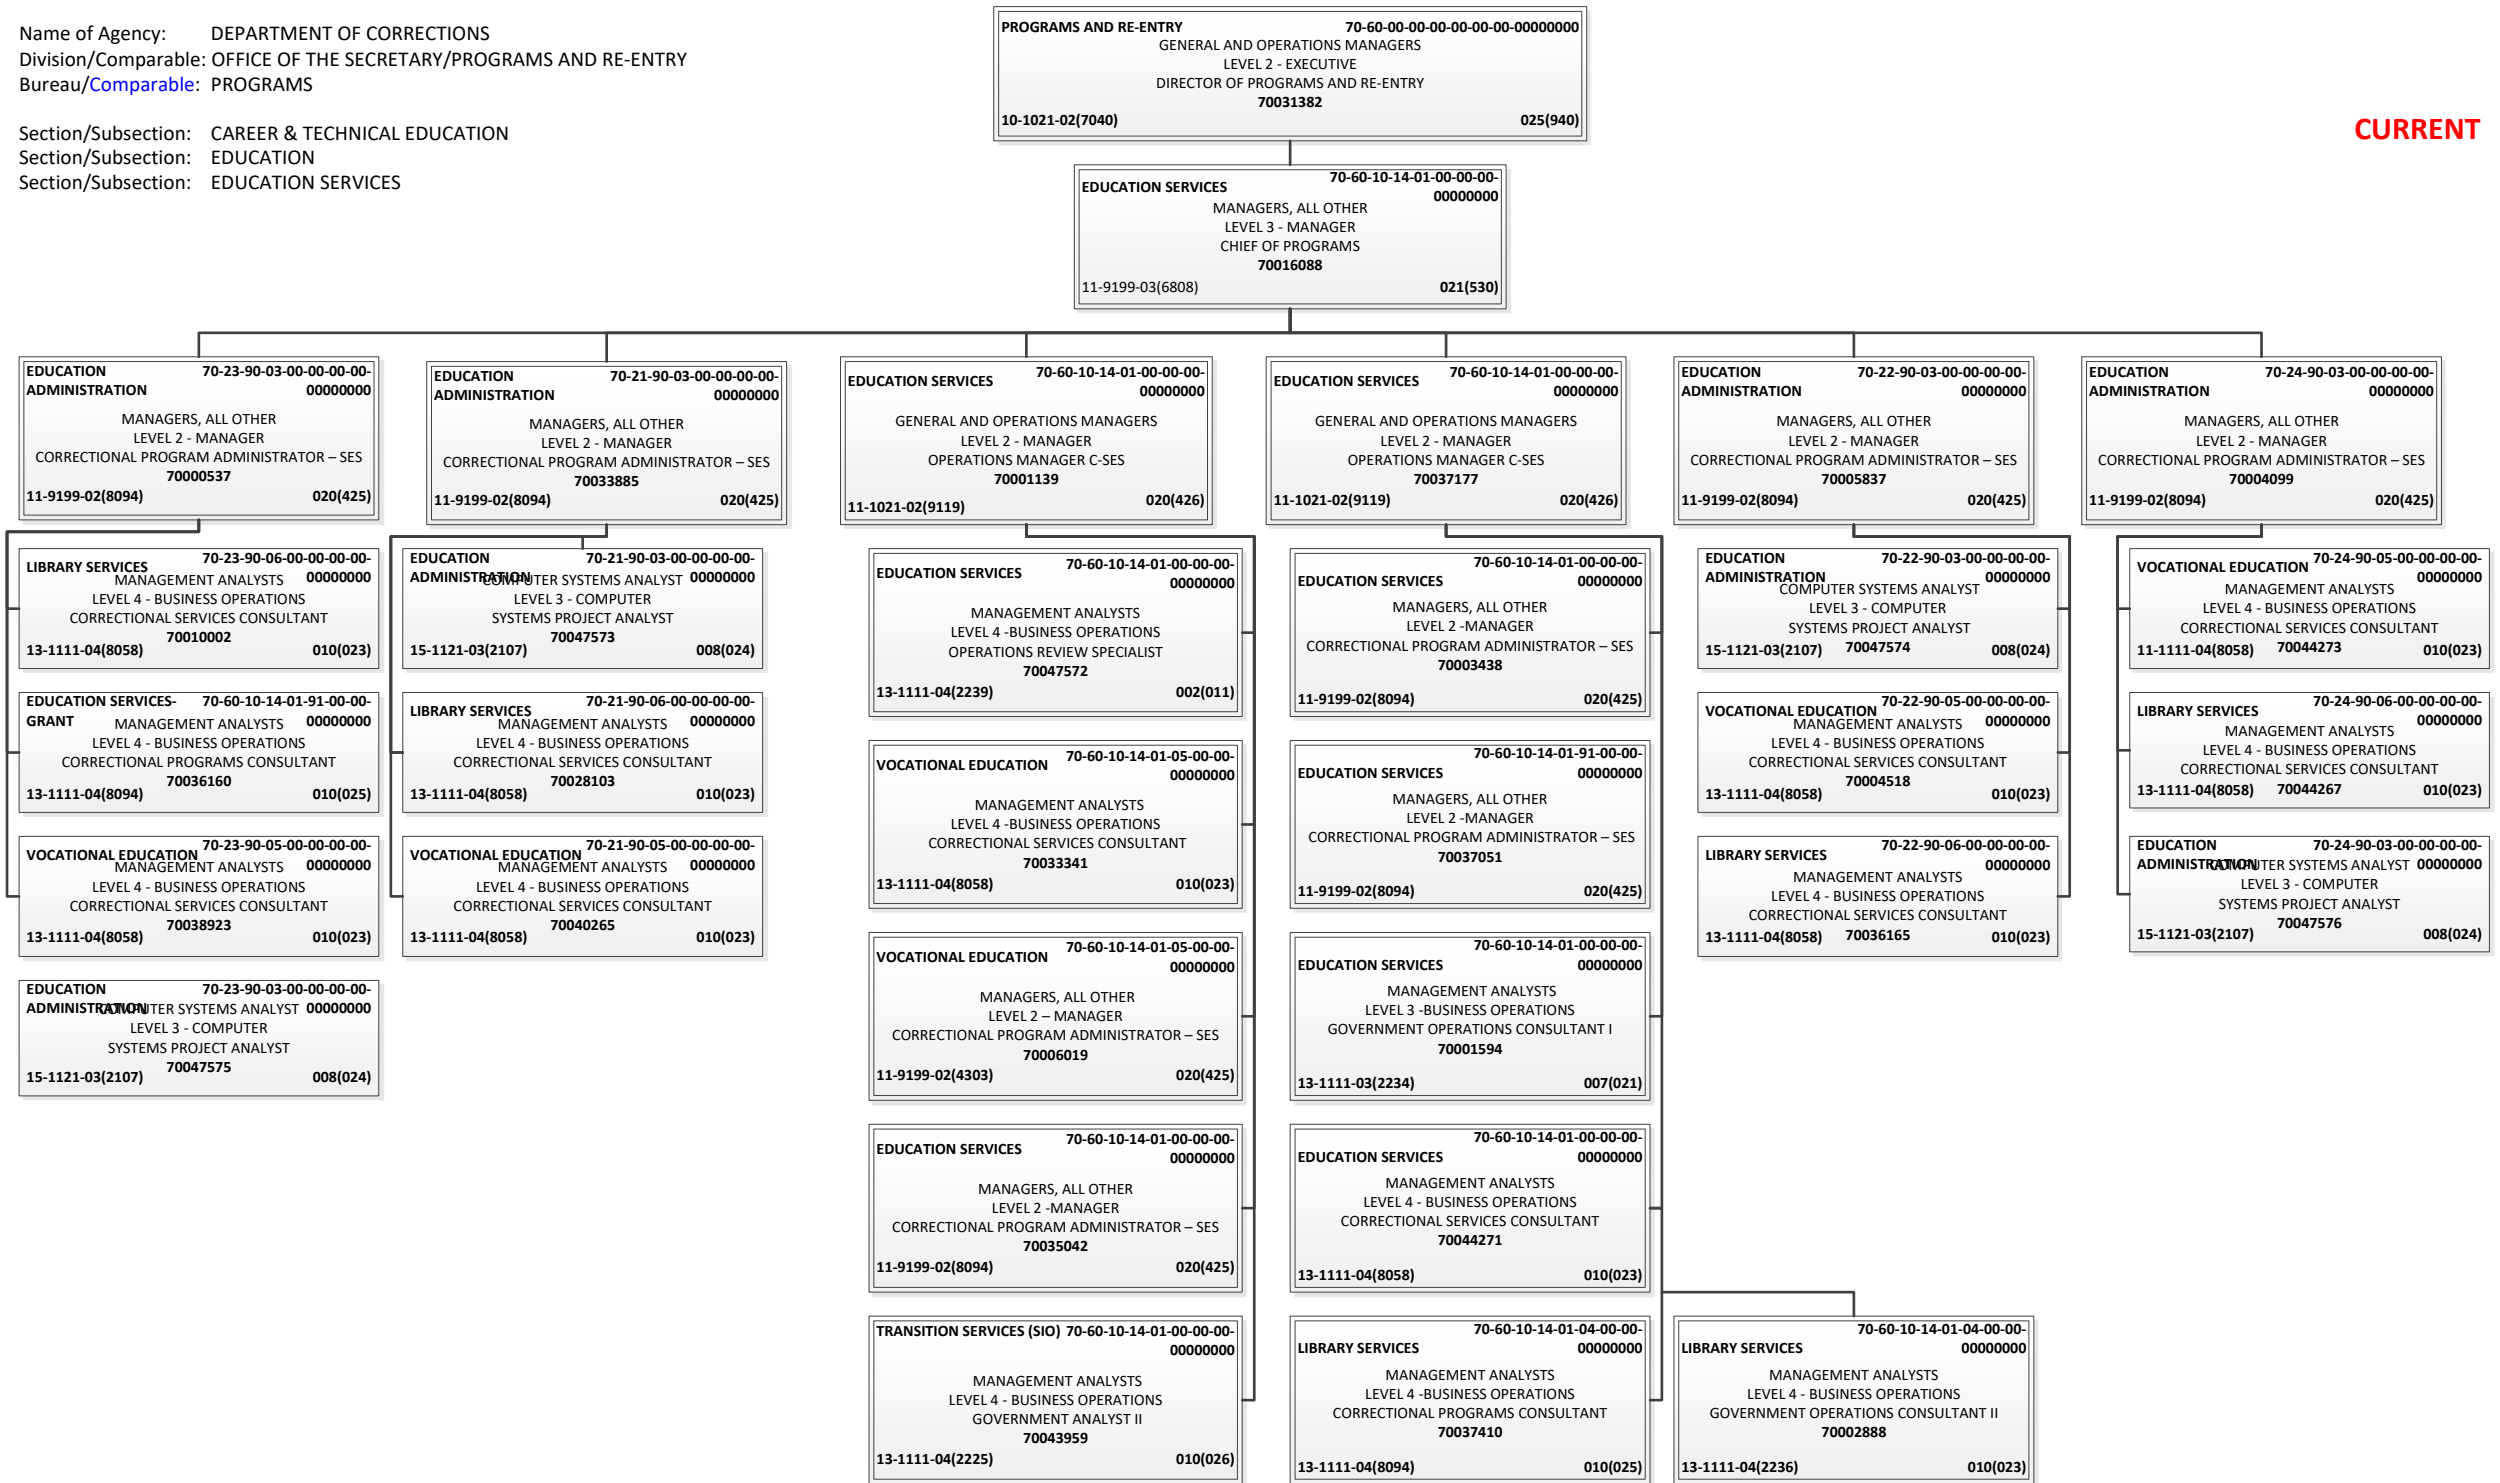 Name of Agency: DEPARTMENT OF CORRECTIONS
Division/Comparable: OFFICE OF THE SECRETARY/PROGRAMS AND RE-ENTRY
Bureau/Comparable: PROGRAMS
Section/Subsection: CAREER & TECHNICAL EDUCATION
Section/Subsection: EDUCATION
Section/Subsection: EDUCATION SERVICES
CURRENT
PROGRAMS AND RE-ENTRY 70-60-00-00-00-00-00-00000000
GENERAL AND OPERATIONS MANAGERS
LEVEL 2 - EXECUTIVE
DIRECTOR OF PROGRAMS AND RE-ENTRY
70031382
10-1021-02(7040) 025(940)
EDUCATION SERVICES 70-60-10-14-01-00-00-00-
00000000
MANAGERS, ALL OTHER
LEVEL 3 - MANAGER
CHIEF OF PROGRAMS
70016088
11-9199-03(6808) 021(530)
EDUCATION 70-23-90-03-00-00-00-00-
ADMINISTRATION 00000000
MANAGERS, ALL OTHER
LEVEL 2 - MANAGER
CORRECTIONAL PROGRAM ADMINISTRATOR – SES
70000537
11-9199-02(8094) 020(425)
EDUCATION 70-21-90-03-00-00-00-00-
ADMINISTRATION 00000000
MANAGERS, ALL OTHER
LEVEL 2 - MANAGER
CORRECTIONAL PROGRAM ADMINISTRATOR – SES
70033885
11-9199-02(8094) 020(425)
EDUCATION SERVICES 70-60-10-14-01-00-00-00-
00000000
GENERAL AND OPERATIONS MANAGERS
LEVEL 2 - MANAGER
OPERATIONS MANAGER C-SES
70001139
11-1021-02(9119) 020(426)
EDUCATION SERVICES 70-60-10-14-01-00-00-00-
00000000
GENERAL AND OPERATIONS MANAGERS
LEVEL 2 - MANAGER
OPERATIONS MANAGER C-SES
70037177
11-1021-02(9119) 020(426)
EDUCATION 70-22-90-03-00-00-00-00-
ADMINISTRATION 00000000
MANAGERS, ALL OTHER
LEVEL 2 - MANAGER
CORRECTIONAL PROGRAM ADMINISTRATOR – SES
70005837
11-9199-02(8094) 020(425)
EDUCATION 70-24-90-03-00-00-00-00-
ADMINISTRATION 00000000
MANAGERS, ALL OTHER
LEVEL 2 - MANAGER
CORRECTIONAL PROGRAM ADMINISTRATOR – SES
70004099
11-9199-02(8094) 020(425)
LIBRARY SERVICES 70-23-90-06-00-00-00-00-
00000000
MANAGEMENT ANALYSTS
LEVEL 4 - BUSINESS OPERATIONS
CORRECTIONAL SERVICES CONSULTANT
70010002
13-1111-04(8058) 010(023)
EDUCATION SERVICES- 70-60-10-14-01-91-00-00-
GRANT 00000000
MANAGEMENT ANALYSTS
LEVEL 4 - BUSINESS OPERATIONS
CORRECTIONAL PROGRAMS CONSULTANT
70036160
13-1111-04(8094) 010(025)
VOCATIONAL EDUCATION 70-23-90-05-00-00-00-00-
00000000
MANAGEMENT ANALYSTS
LEVEL 4 - BUSINESS OPERATIONS
CORRECTIONAL SERVICES CONSULTANT
70038923
13-1111-04(8058) 010(023)
EDUCATION 70-23-90-03-00-00-00-00-
ADMINISTRATION 00000000
COMPUTER SYSTEMS ANALYST
LEVEL 3 - COMPUTER
SYSTEMS PROJECT ANALYST
70047575
15-1121-03(2107) 008(024)
EDUCATION 70-21-90-03-00-00-00-00-
ADMINISTRATION 00000000
COMPUTER SYSTEMS ANALYST
LEVEL 3 - COMPUTER
SYSTEMS PROJECT ANALYST
70047573
15-1121-03(2107) 008(024)
LIBRARY SERVICES 70-21-90-06-00-00-00-00-
00000000
MANAGEMENT ANALYSTS
LEVEL 4 - BUSINESS OPERATIONS
CORRECTIONAL SERVICES CONSULTANT
70028103
13-1111-04(8058) 010(023)
VOCATIONAL EDUCATION 70-21-90-05-00-00-00-00-
00000000
MANAGEMENT ANALYSTS
LEVEL 4 - BUSINESS OPERATIONS
CORRECTIONAL SERVICES CONSULTANT
70040265
13-1111-04(8058) 010(023)
EDUCATION SERVICES 70-60-10-14-01-00-00-00-
00000000
MANAGEMENT ANALYSTS
LEVEL 4 -BUSINESS OPERATIONS
OPERATIONS REVIEW SPECIALIST
70047572
13-1111-04(2239) 002(011)
VOCATIONAL EDUCATION 70-60-10-14-01-05-00-00-
00000000
MANAGEMENT ANALYSTS
LEVEL 4 -BUSINESS OPERATIONS
CORRECTIONAL SERVICES CONSULTANT
70033341
13-1111-04(8058) 010(023)
VOCATIONAL EDUCATION 70-60-10-14-01-05-00-00-
00000000
MANAGERS, ALL OTHER
LEVEL 2 – MANAGER
CORRECTIONAL PROGRAM ADMINISTRATOR – SES
70006019
11-9199-02(4303) 020(425)
EDUCATION SERVICES 70-60-10-14-01-00-00-00-
00000000
MANAGERS, ALL OTHER
LEVEL 2 -MANAGER
CORRECTIONAL PROGRAM ADMINISTRATOR – SES
70035042
11-9199-02(8094) 020(425)
TRANSITION SERVICES (SIO) 70-60-10-14-01-00-00-00-
00000000
MANAGEMENT ANALYSTS
LEVEL 4 - BUSINESS OPERATIONS
GOVERNMENT ANALYST II
70043959
13-1111-04(2225) 010(026)
EDUCATION SERVICES 70-60-10-14-01-00-00-00-
00000000
MANAGERS, ALL OTHER
LEVEL 2 -MANAGER
CORRECTIONAL PROGRAM ADMINISTRATOR – SES
70003438
11-9199-02(8094) 020(425)
EDUCATION SERVICES 70-60-10-14-01-91-00-00-
00000000
MANAGERS, ALL OTHER
LEVEL 2 -MANAGER
CORRECTIONAL PROGRAM ADMINISTRATOR – SES
70037051
11-9199-02(8094) 020(425)
EDUCATION SERVICES 70-60-10-14-01-00-00-00-
00000000
MANAGEMENT ANALYSTS
LEVEL 3 -BUSINESS OPERATIONS
GOVERNMENT OPERATIONS CONSULTANT I
70001594
13-1111-03(2234) 007(021)
EDUCATION SERVICES 70-60-10-14-01-00-00-00-
00000000
MANAGEMENT ANALYSTS
LEVEL 4 - BUSINESS OPERATIONS
CORRECTIONAL SERVICES CONSULTANT
70044271
13-1111-04(8058) 010(023)
LIBRARY SERVICES 70-60-10-14-01-04-00-00-
00000000
MANAGEMENT ANALYSTS
LEVEL 4 -BUSINESS OPERATIONS
CORRECTIONAL PROGRAMS CONSULTANT
70037410
13-1111-04(8094) 010(025)
LIBRARY SERVICES 70-60-10-14-01-04-00-00-
00000000
MANAGEMENT ANALYSTS
LEVEL 4 - BUSINESS OPERATIONS
GOVERNMENT OPERATIONS CONSULTANT II
70002888
13-1111-04(2236) 010(023)
EDUCATION 70-22-90-03-00-00-00-00-
ADMINISTRATION 00000000
COMPUTER SYSTEMS ANALYST
LEVEL 3 - COMPUTER
SYSTEMS PROJECT ANALYST
15-1121-03(2107) 70047574 008(024)
VOCATIONAL EDUCATION 70-22-90-05-00-00-00-00-
00000000
MANAGEMENT ANALYSTS
LEVEL 4 - BUSINESS OPERATIONS
CORRECTIONAL SERVICES CONSULTANT
70004518
13-1111-04(8058) 010(023)
LIBRARY SERVICES 70-22-90-06-00-00-00-00-
00000000
MANAGEMENT ANALYSTS
LEVEL 4 - BUSINESS OPERATIONS
CORRECTIONAL SERVICES CONSULTANT
13-1111-04(8058) 70036165 010(023)
VOCATIONAL EDUCATION 70-24-90-05-00-00-00-00-
00000000
MANAGEMENT ANALYSTS
LEVEL 4 - BUSINESS OPERATIONS
CORRECTIONAL SERVICES CONSULTANT
11-1111-04(8058) 70044273 010(023)
LIBRARY SERVICES 70-24-90-06-00-00-00-00-
00000000
MANAGEMENT ANALYSTS
LEVEL 4 - BUSINESS OPERATIONS
CORRECTIONAL SERVICES CONSULTANT
13-1111-04(8058) 70044267 010(023)
EDUCATION 70-24-90-03-00-00-00-00-
ADMINISTRATION 00000000
COMPUTER SYSTEMS ANALYST
LEVEL 3 - COMPUTER
SYSTEMS PROJECT ANALYST
70047576
15-1121-03(2107) 008(024)